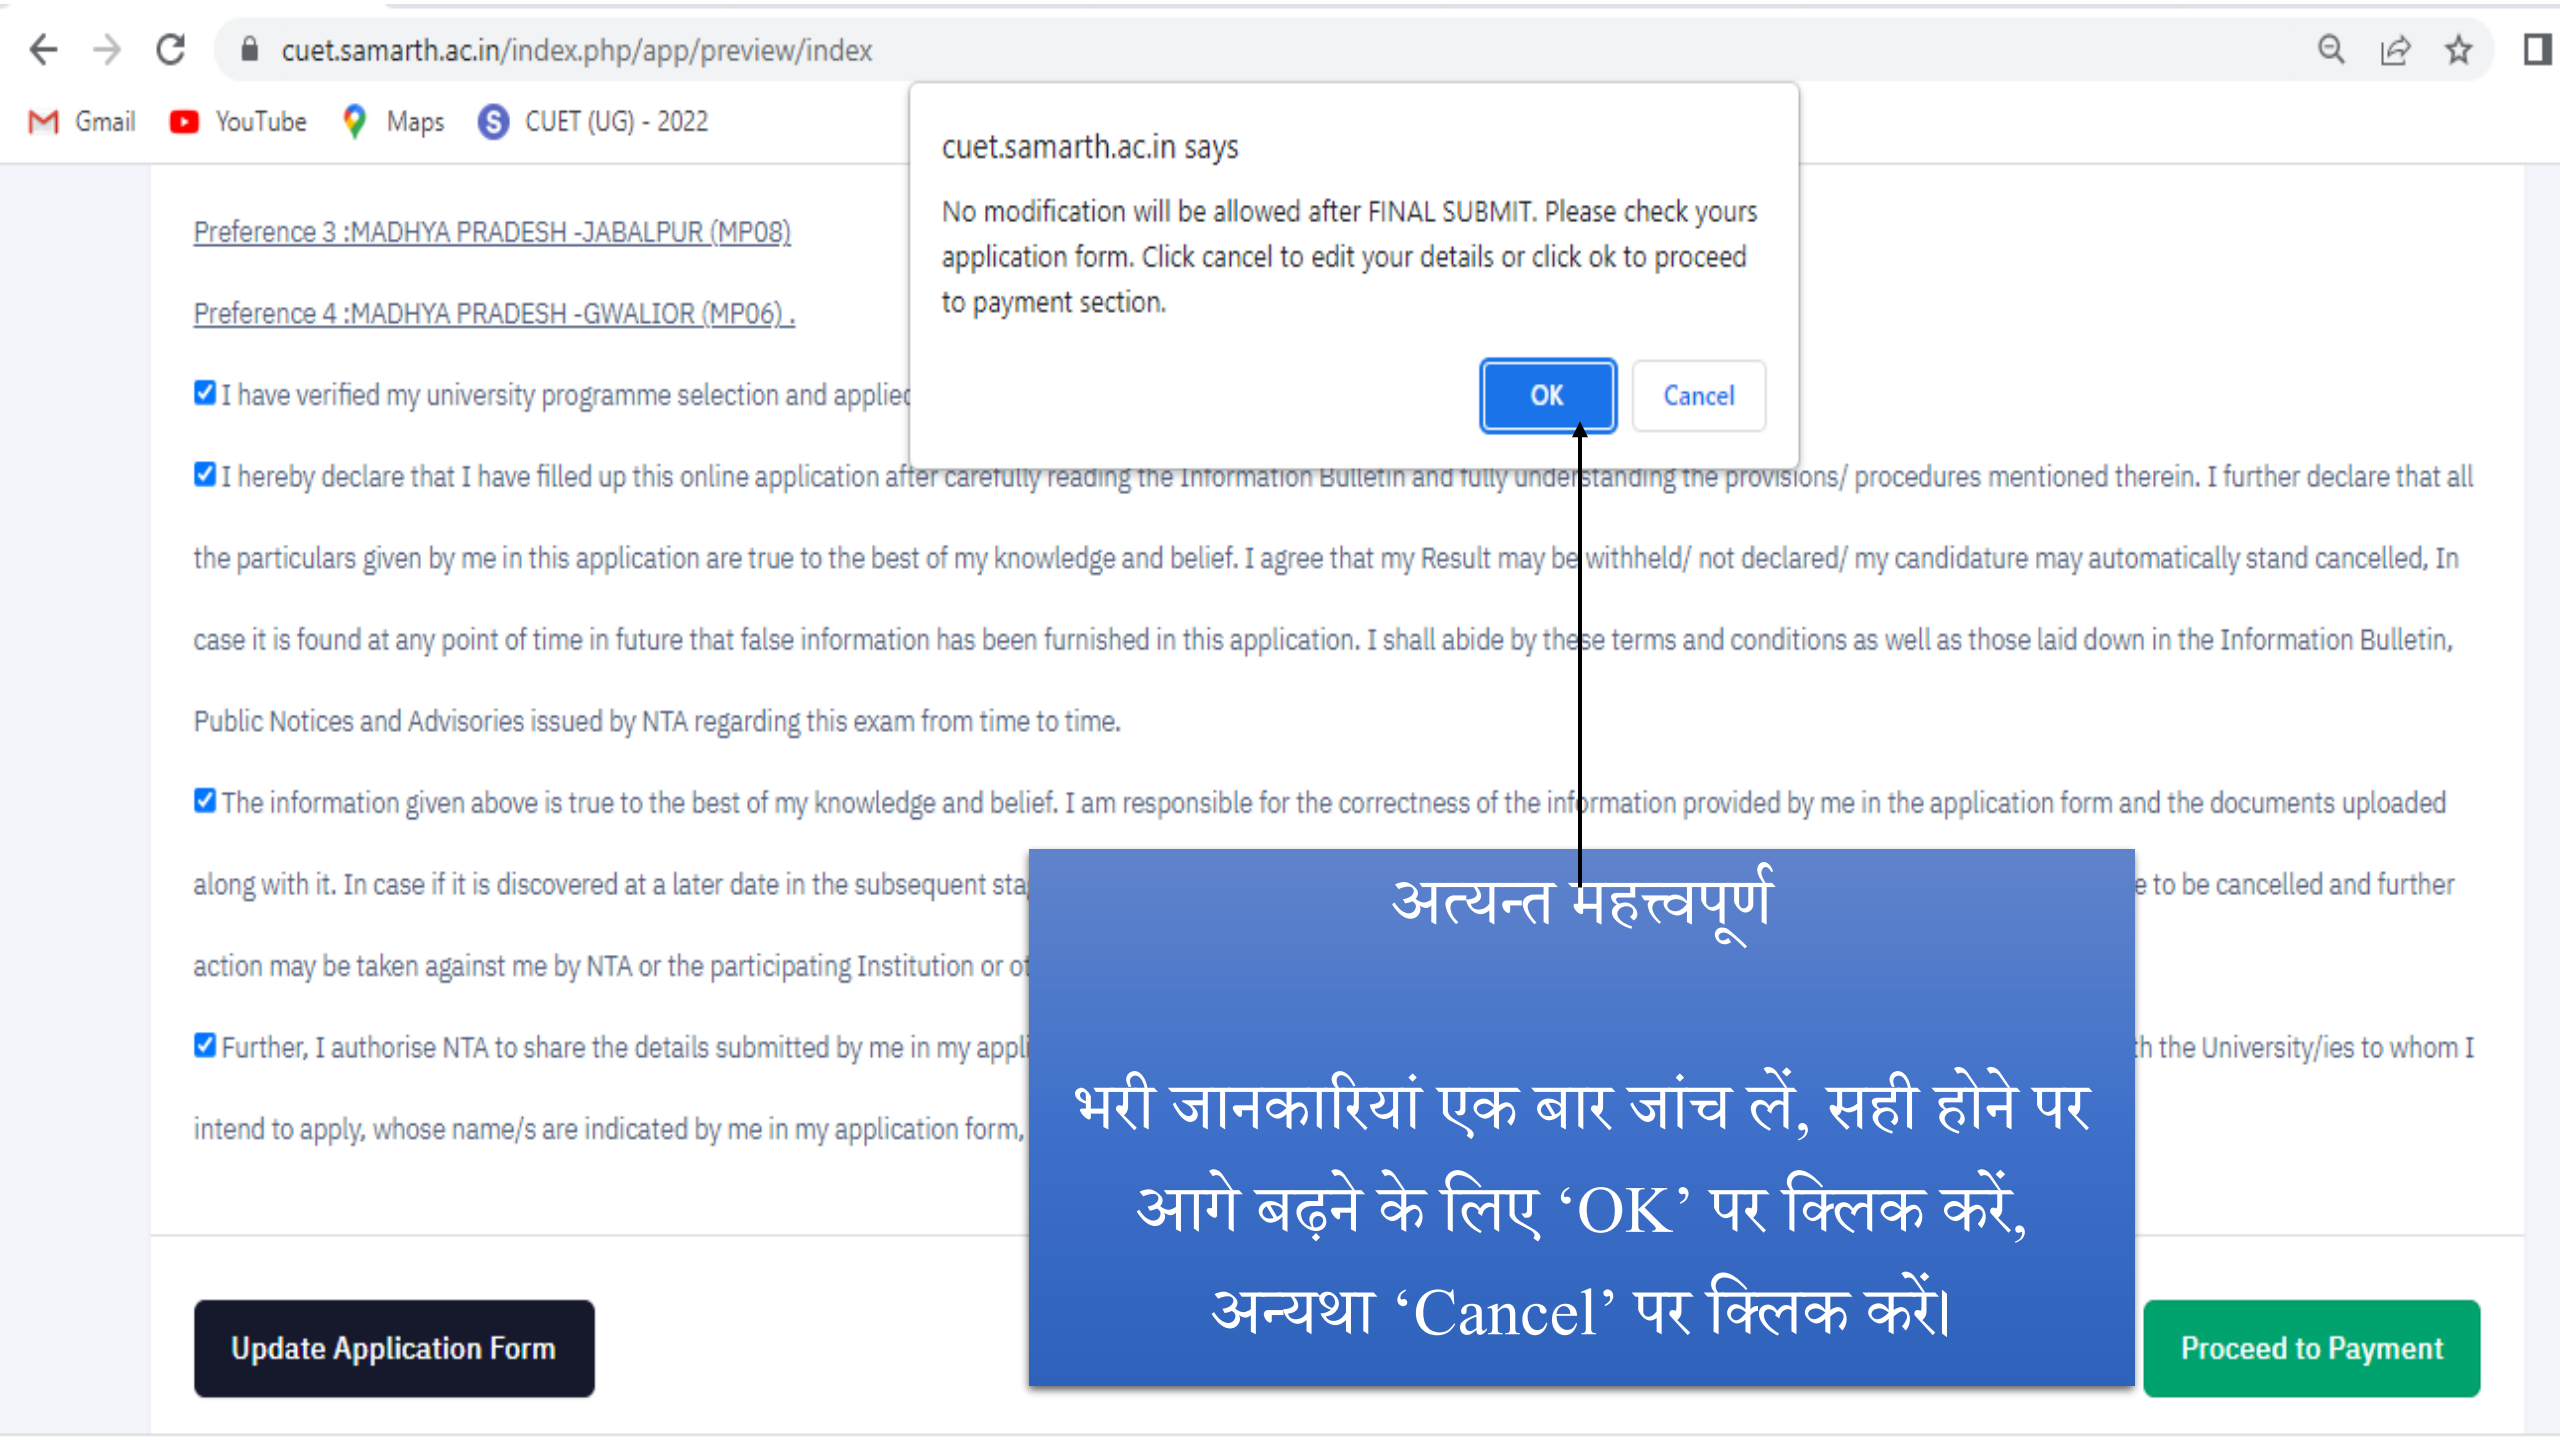 cuet.samarth.ac.in/index.php/app/preview/index
Gmail YouTube Maps S CUET (UG) - 2022
cuet.samarth.ac.in says
No modification will be allowed after FINAL SUBMIT. Please check yours
application form. Click cancel to edit your details or click ok to proceed
to payment section.
OK Cancel
Preference 3 :MADHYA PRADESH -JABALPUR (MP08)
Preference 4 :MADHYA PRADESH -GWALIOR (MP06) .
I have verified my university programme selection and applied
I hereby declare that I have filled up this online application after carefully reading the Information Bulletin and fully understanding the provisions/ procedures mentioned therein. I further declare that all
the particulars given by me in this application are true to the best of my knowledge and belief. I agree that my Result may be withheld/ not declared/ my candidature may automatically stand cancelled, In
case it is found at any point of time in future that false information has been furnished in this application. I shall abide by these terms and conditions as well as those laid down in the Information Bulletin,
Public Notices and Advisories issued by NTA regarding this exam from time to time.
The information given above is true to the best of my knowledge and belief. I am responsible for the correctness of the information provided by me in the application form and the documents uploaded
along with it. In case if it is discovered at a later date in the subsequent to be cancelled and further
action may be taken against me by NTA or the participating Institution or
Further, I authorise NTA to share the details submitted by me in my the University/ies to whom I
intend to apply, whose name/s are indicated by me in my application form,
अत्यन्त महत्त्वपूर्ण
भरी जानकारियां एक बार जांच लें, सही होने पर
आगे बढ़ने के लिए ‘OK’ पर क्लिक करें,
अन्यथा ‘Cancel’ पर क्लिक करें।
Update Application Form
Proceed to Payment